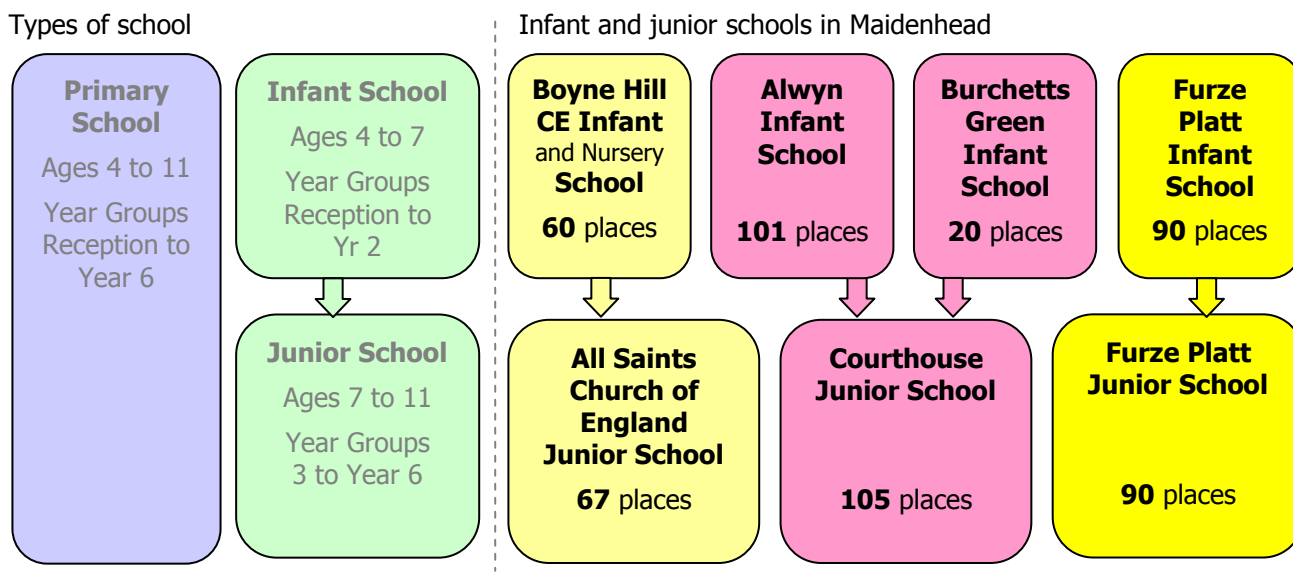 Types of school
Primary
School
Ages 4 to 11
Year Groups
Reception to
Year 6
Infant School
Ages 4 to 7
Year Groups
Reception to
Yr 2
Junior School
Ages 7 to 11
Year Groups
3 to Year 6
Infant and junior schools in Maidenhead
Boyne Hill
CE Infant
and Nursery
School
60 places
Alwyn
Infant
School
101 places
Burchetts
Green
Infant
School
20 places
Furze
Platt
Infant
School
90 places
All Saints
Church of
England
Junior School
67 places
Courthouse
Junior School
105 places
Furze Platt
Junior School
90 places